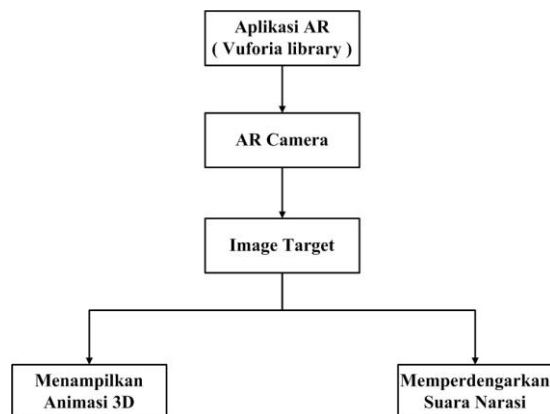 Aplikasi AR
( Vuforia library )
AR Camera
Image Target
Menampilkan
Animasi 3D
Memperdengarkan
Suara Narasi